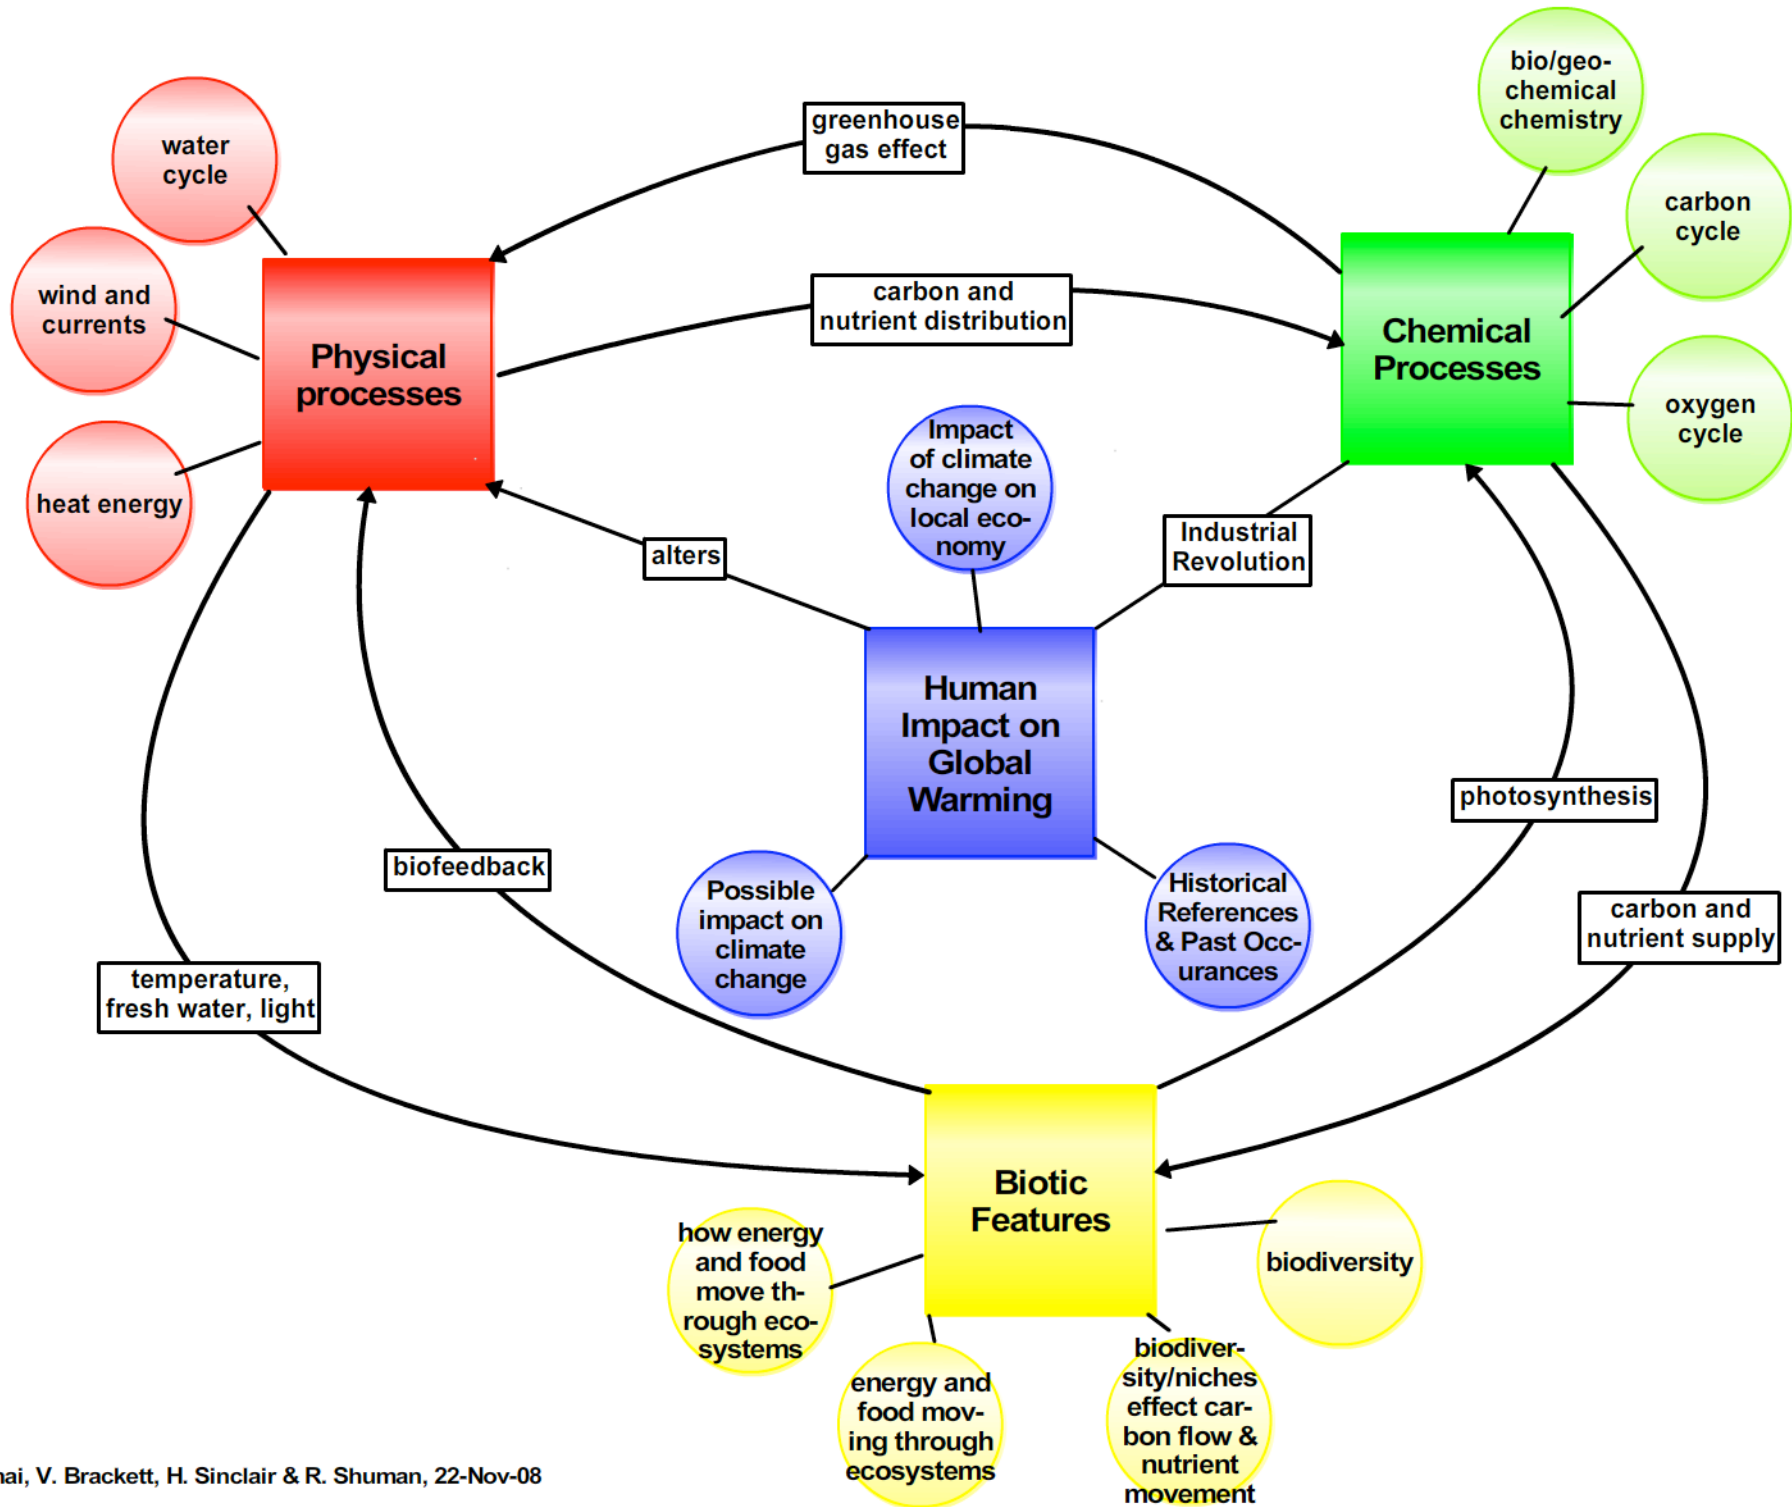 bio/geo-
chemical
chemistry
greenhouse
gas effect
water
cycle
carbon
cycle
wind and
currents
carbon and
nutrient distribution
Physical
processes
Chemical
Processes
oxygen
cycle
heat energy
Impact
of climate
change on
local eco-
nomy
alters
Industrial
Revolution
Human
Impact on
Global
Warming
photosynthesis
biofeedback
Possible
impact on
climate
change
Historical
References
& Past Occ-
urances
carbon and
nutrient supply
temperature,
fresh water, light
Biotic
Features
how energy
and food
move th-
rough eco-
systems
biodiversity
energy and
food mov-
ing through
ecosystems
biodiver-
sity/niches
effect car-
bon flow &
nutrient
movement
V. Brackett, H. Sinclair & R. Shuman, 22-Nov-08